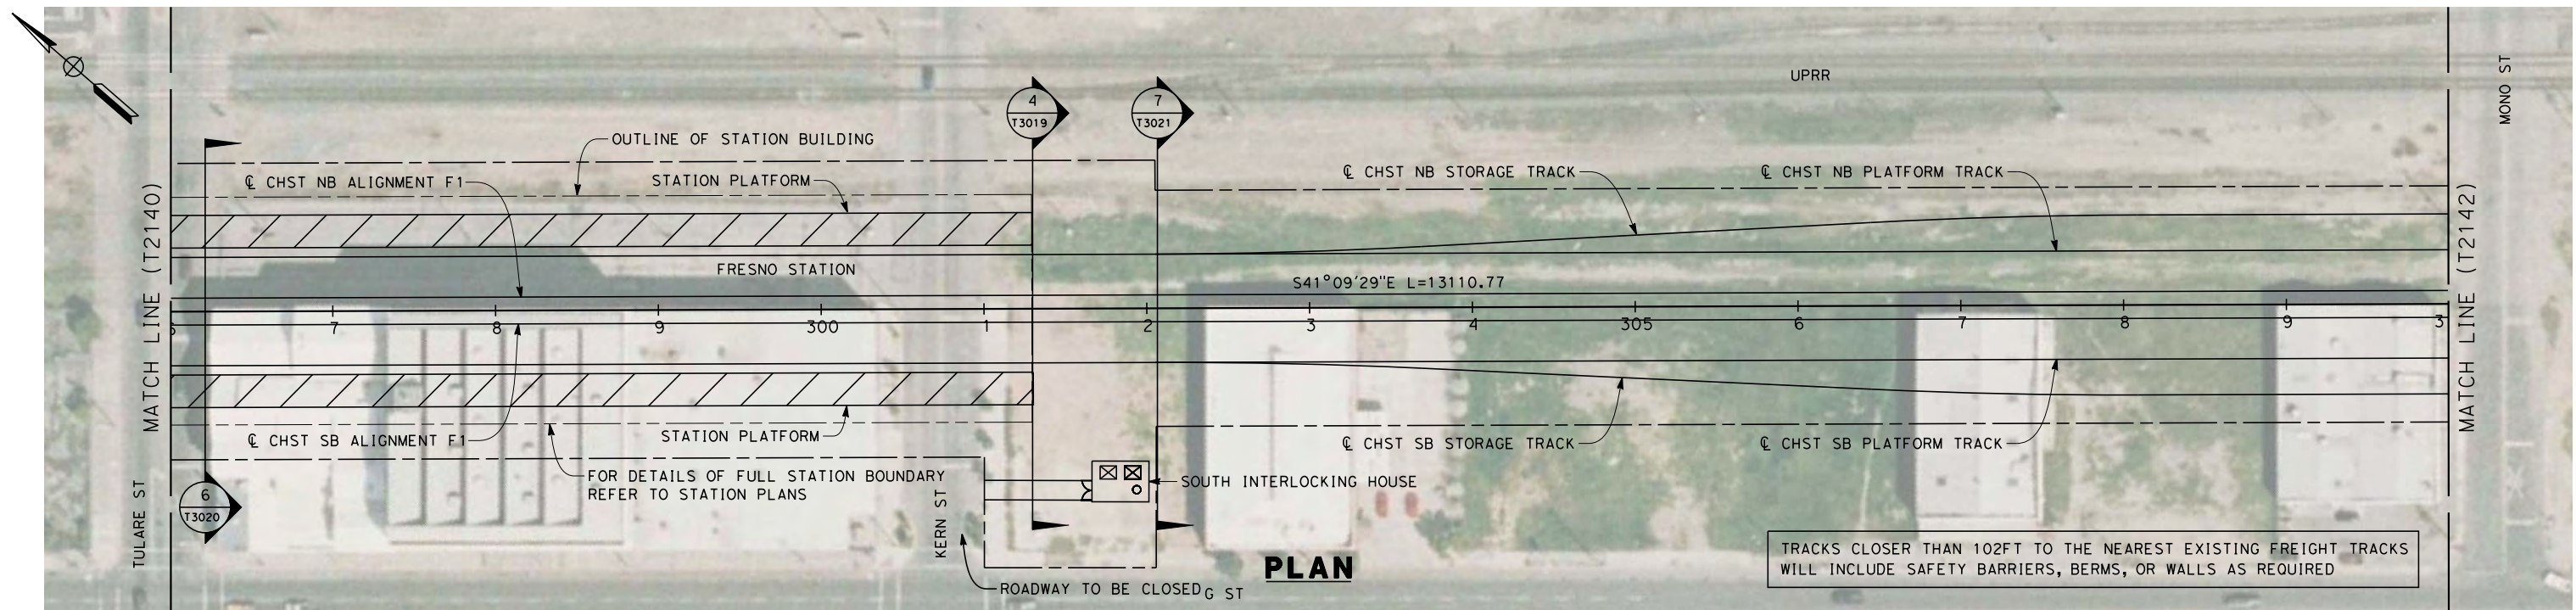 UPRR
MONO ST
4
T3019
7
T3021
OUTLINE OF STATION BUILDING
℄ CHST NB ALIGNMENT F1
STATION PLATFORM
℄ CHST NB STORAGE TRACK
℄ CHST NB PLATFORM TRACK
MATCH LINE (T2140)
MATCH LINE (T2142)
FRESNO STATION
S41°09'29"E L=13110.77
7
8
9
300
1
2
3
4
305
6
7
8
9
3
℄ CHST SB ALIGNMENT F1
STATION PLATFORM
℄ CHST SB STORAGE TRACK
℄ CHST SB PLATFORM TRACK
FOR DETAILS OF FULL STATION BOUNDARY
REFER TO STATION PLANS
SOUTH INTERLOCKING HOUSE
6
T3020
TULARE ST
KERN ST
PLAN
ROADWAY TO BE CLOSED
G ST
TRACKS CLOSER THAN 102FT TO THE NEAREST EXISTING FREIGHT TRACKS
WILL INCLUDE SAFETY BARRIERS, BERMS, OR WALLS AS REQUIRED